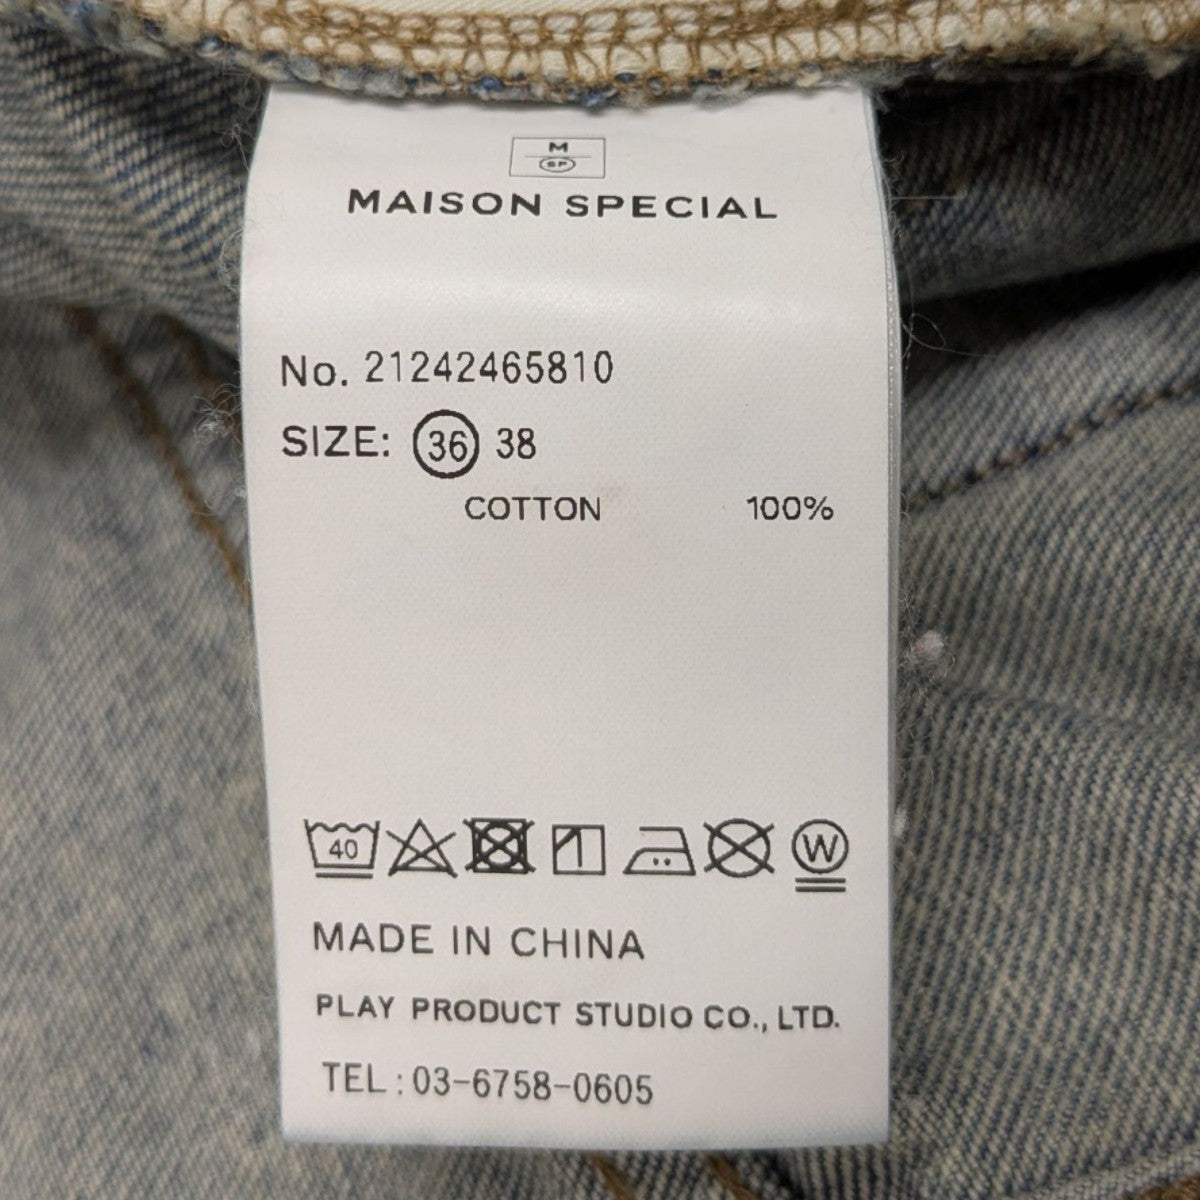 M
SP
MAISON SPECIAL
No. 21242465810
SIZE: 36 38
COTTON 100%
40 W
MADE IN CHINA
PLAY PRODUCT STUDIO CO., LTD.
TEL : 03-6758-0605